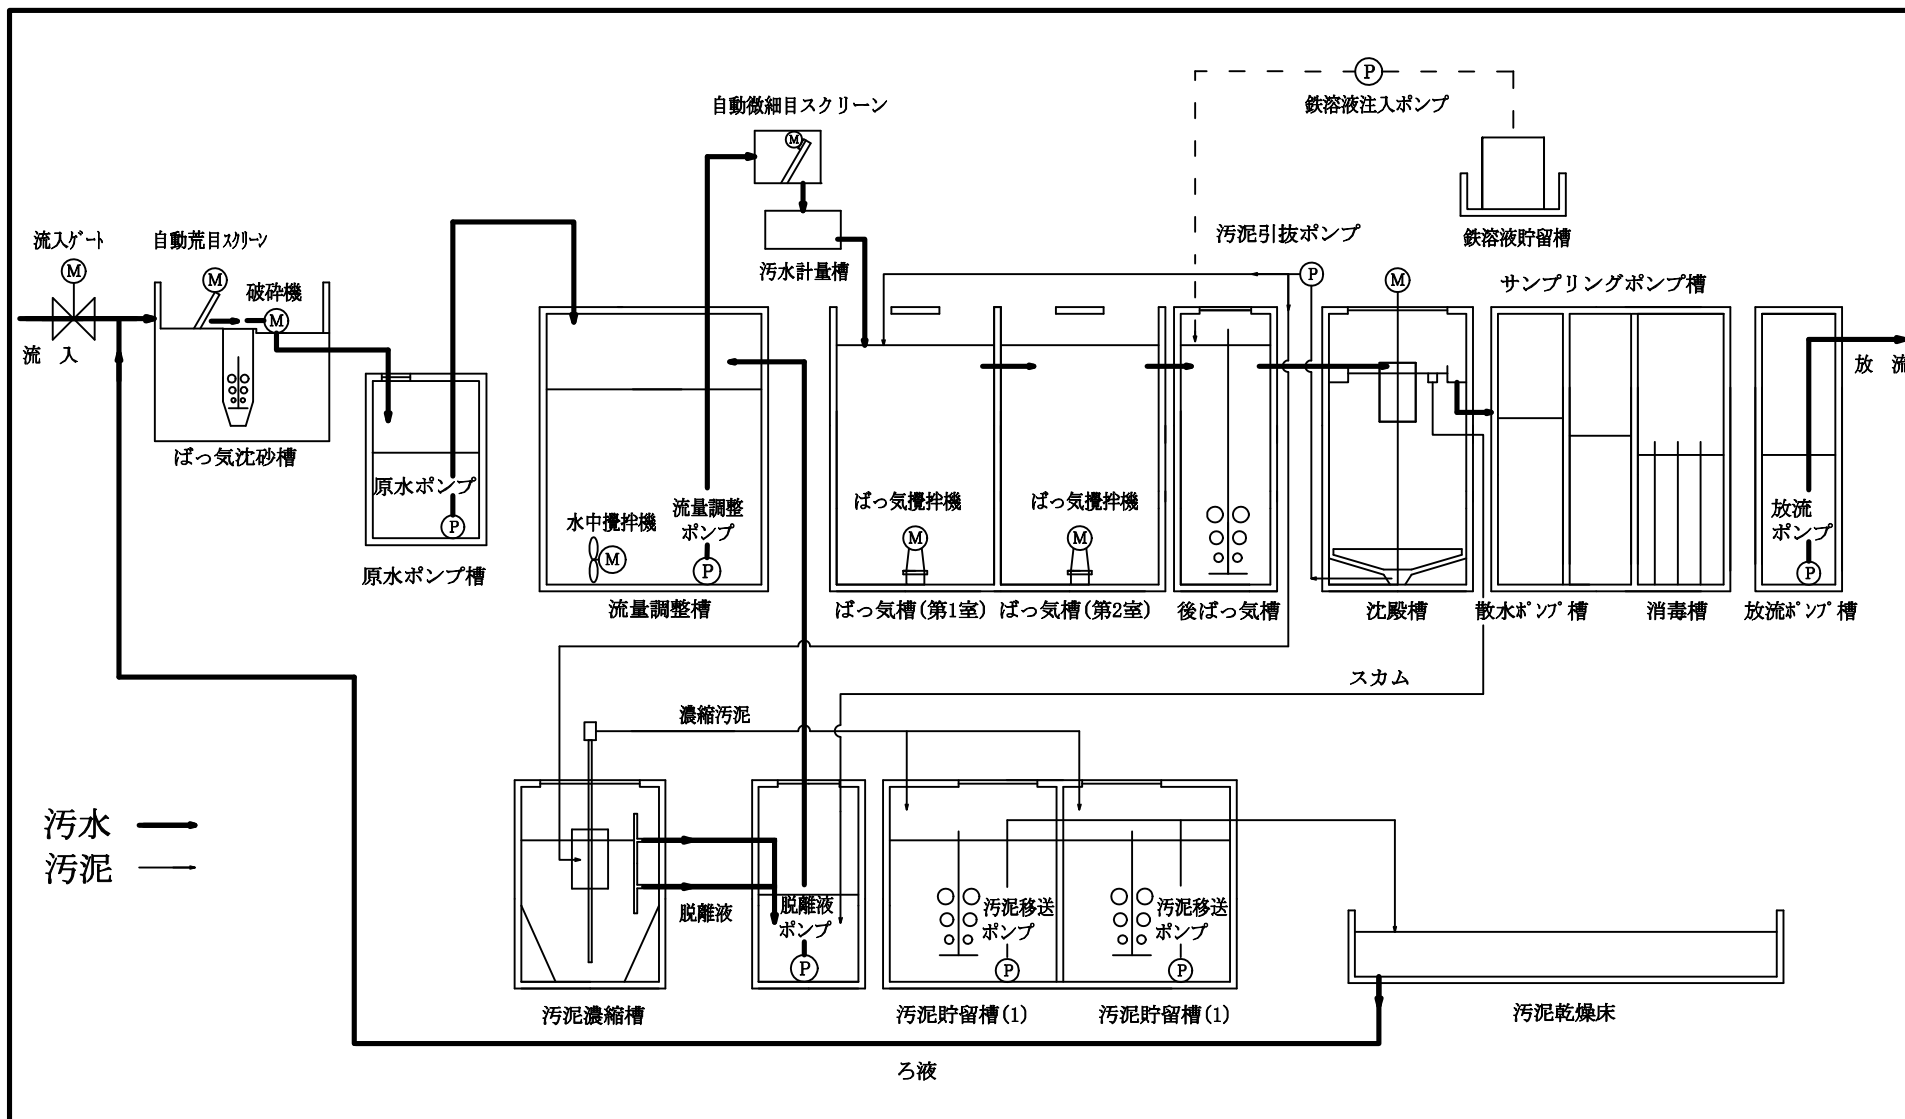 自動微細目スクリーン
M
P
鉄溶液注入ポンプ
鉄溶液貯留槽
流入ゲート
M
自動荒目スクリーン
M
破砕機
M
流 入
ばっ気沈砂槽
原水ポンプ
P
原水ポンプ槽
水中攪拌機
M
流量調整
ポンプ
P
流量調整槽
汚水計量槽
ばっ気攪拌機
M
ばっ気槽(第1室)
ばっ気攪拌機
M
ばっ気槽(第2室)
後ばっ気槽
汚泥引抜ポンプ
P
M
沈殿槽
サンプリングポンプ槽
散水ポンプ槽
消毒槽
放流
ポンプ
P
放流ポンプ槽
放 流
スカム
濃縮汚泥
汚水
汚泥
脱離液
汚泥濃縮槽
脱離液
ポンプ
P
汚泥移送
ポンプ
P
汚泥貯留槽(1)
汚泥移送
ポンプ
P
汚泥貯留槽(1)
汚泥乾燥床
ろ液